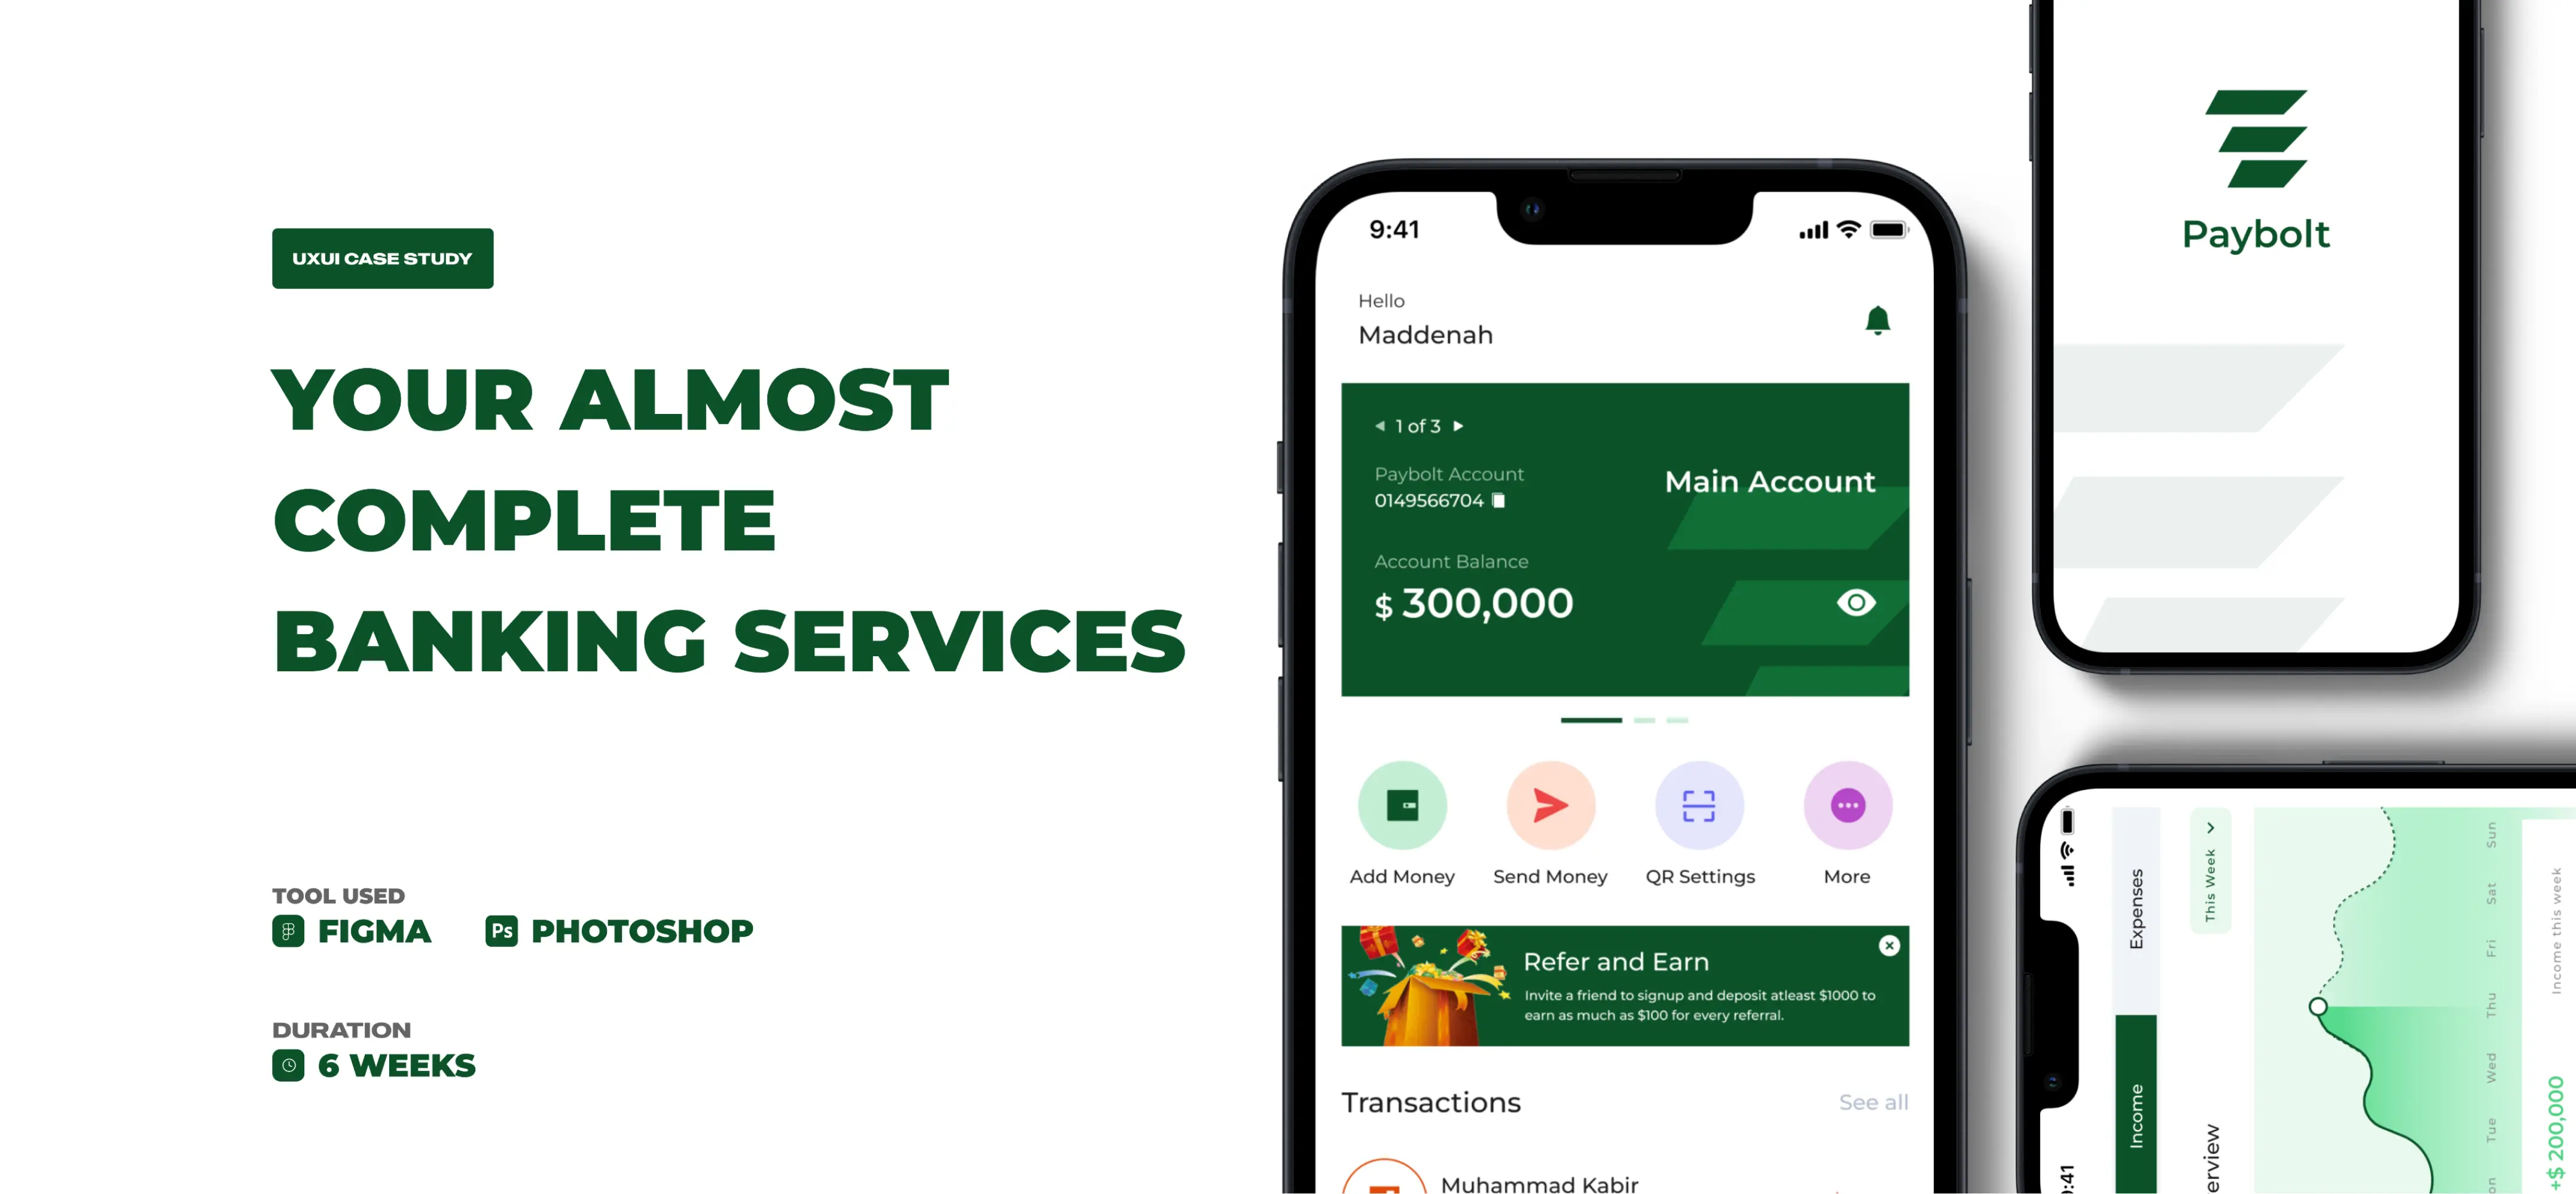 UXUI CASE STUDY
YOUR ALMOST
COMPLETE
BANKING SERVICES
TOOL USED
FIGMA
Ps PHOTOSHOP
DURATION
6 WEEKS
9:41
Hello
Maddenah
1 of 3
Paybolt Account
0149566704
Main Account
Account Balance
$ 300,000
Add Money
Send Money
QR Settings
More
Refer and Earn
Invite a friend to signup and deposit atleast $1000 to
earn as much as $100 for every referral.
Transactions
See all
Muhammad Kabir
Paybolt
:41
erview
Income
Expenses
This Week
on Tue Wed Thu Fri Sat Sun
+$ 200,000
Income this week